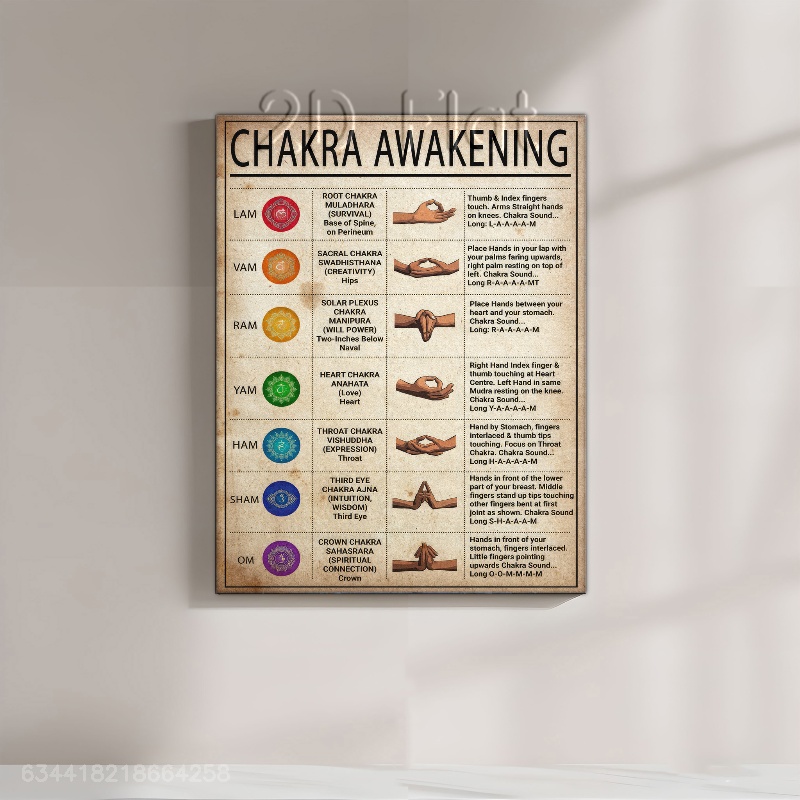 2D Flat
CHAKRA AWAKENING
LAM
ROOT CHAKRA
MULADHARA
(SURVIVAL)
Base of Spine,
on Perineum
Thumb & Index fingers
touch. Arms Straight hands
on knees. Chakra Sound...
Long: L-A-A-A-A-M
VAM
SACRAL CHAKRA
SWADHISTHANA
(CREATIVITY)
Hips
Place Hands in your lap with
your palms faring upwards,
right palm resting on top of
left. Chakra Sound...
Long R-A-A-A-A-MT
RAM
SOLAR PLEXUS
CHAKRA
MANIPURA
(WILL POWER)
Two-Inches Below
Naval
Place Hands between your
heart and your stomach.
Chakra Sound...
Long: R-A-A-A-A-M
YAM
HEART CHAKRA
ANAHATA
(Love)
Heart
Right Hand Index finger &
thumb touching at Heart
Centre. Left Hand in same
Mudra resting on the knee.
Chakra Sound...
Long Y-A-A-A-A-M
HAM
THROAT CHAKRA
VISHUDDHA
(EXPRESSION)
Throat
Hand by Stomach, fingers
interlaced & thumb tips
touching. Focus on Throat
Chakra. Chakra Sound...
Long H-A-A-A-A-M
SHAM
THIRD EYE
CHAKRA AJNA
(INTUITION,
WISDOM)
Third Eye
Hands in front of the lower
part of your breast. Middle
fingers stand up tips touching
other fingers bent at first
joint as shown. Chakra Sound
Long S-H-A-A-A-M
OM
CROWN CHAKRA
SAHASRARA
(SPIRITUAL
CONNECTION)
Crown
Hands in front of your
stomach, fingers interlaced.
Little fingers pointing
upwards Chakra Sound...
Long O-O-M-M-M-M
634418218664258